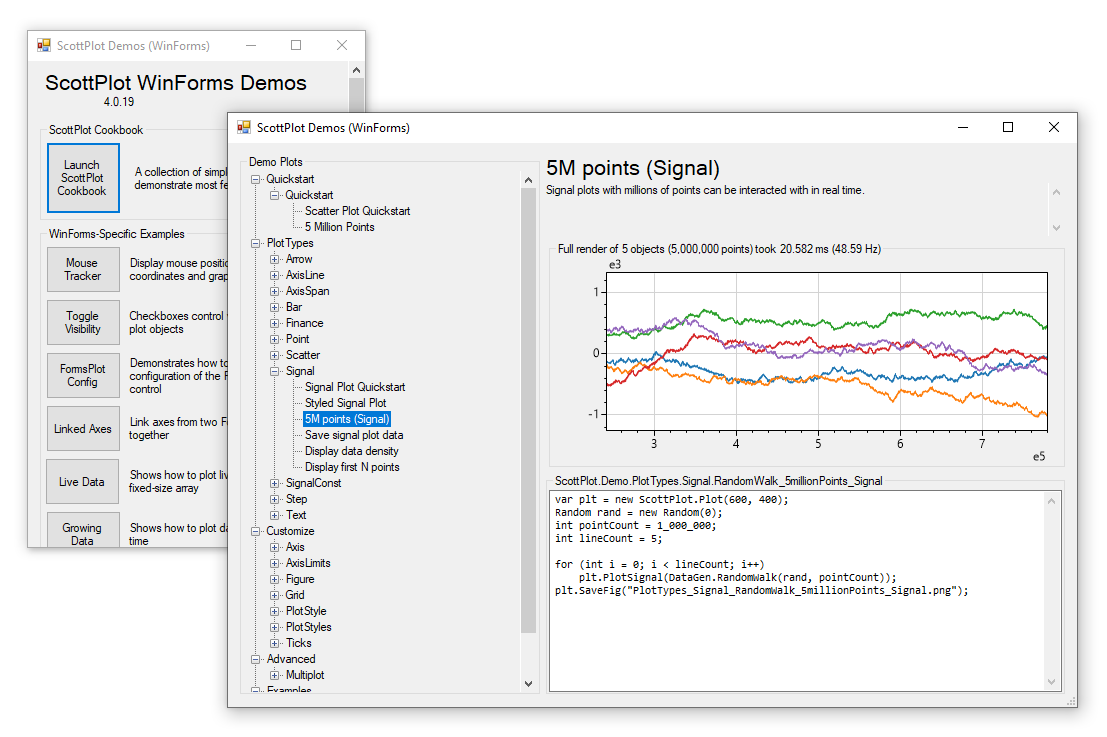 ScottPlot Demos (WinForms)
ScottPlot WinForms Demos
4.0.19
ScottPlot Cookbook
Launch
ScottPlot
Cookbook
A collection of
demonstrate most
WinForms-Specific Examples
Mouse
Tracker
Display mouse
coordinates and
Toggle
Visibility
Checkboxes control
plot objects
FormsPlot
Config
Demonstrates how to
configuration of the
control
Linked Axes
Link axes from two
together
Live Data
Shows how to plot
fixed-size array
Growing
Data
Shows how to plot
time
ScottPlot Demos (WinForms)
Demo Plots
Quickstart
Quickstart
Scatter Plot Quickstart
5 Million Points
PlotTypes
Arrow
AxisLine
AxisSpan
Bar
Finance
Point
Scatter
Signal
Signal Plot Quickstart
Styled Signal Plot
5M points (Signal)
Save signal plot data
Display data density
Display first N points
SignalConst
Step
Text
Customize
Axis
AxisLimits
Figure
Grid
PlotStyle
PlotStyles
Ticks
Advanced
Multiplot
Examples
5M points (Signal)
Signal plots with millions of points can be interacted with in real time.
Full render of 5 objects (5,000,000 points) took 20.582 ms (48.59 Hz)
e3
1
0
-1
3 4 5 6 7
e5
ScottPlot.Demo.PlotTypes.Signal.RandomWalk_5millionPoints_Signal
var plt = new ScottPlot.Plot(600, 400);
Random rand = new Random(0);
int pointCount = 1_000_000;
int lineCount = 5;
for (int i = 0; i < lineCount; i++)
plt.PlotSignal(DataGen.RandomWalk(rand, pointCount));
plt.SaveFig("PlotTypes_Signal_RandomWalk_5millionPoints_Signal.png");